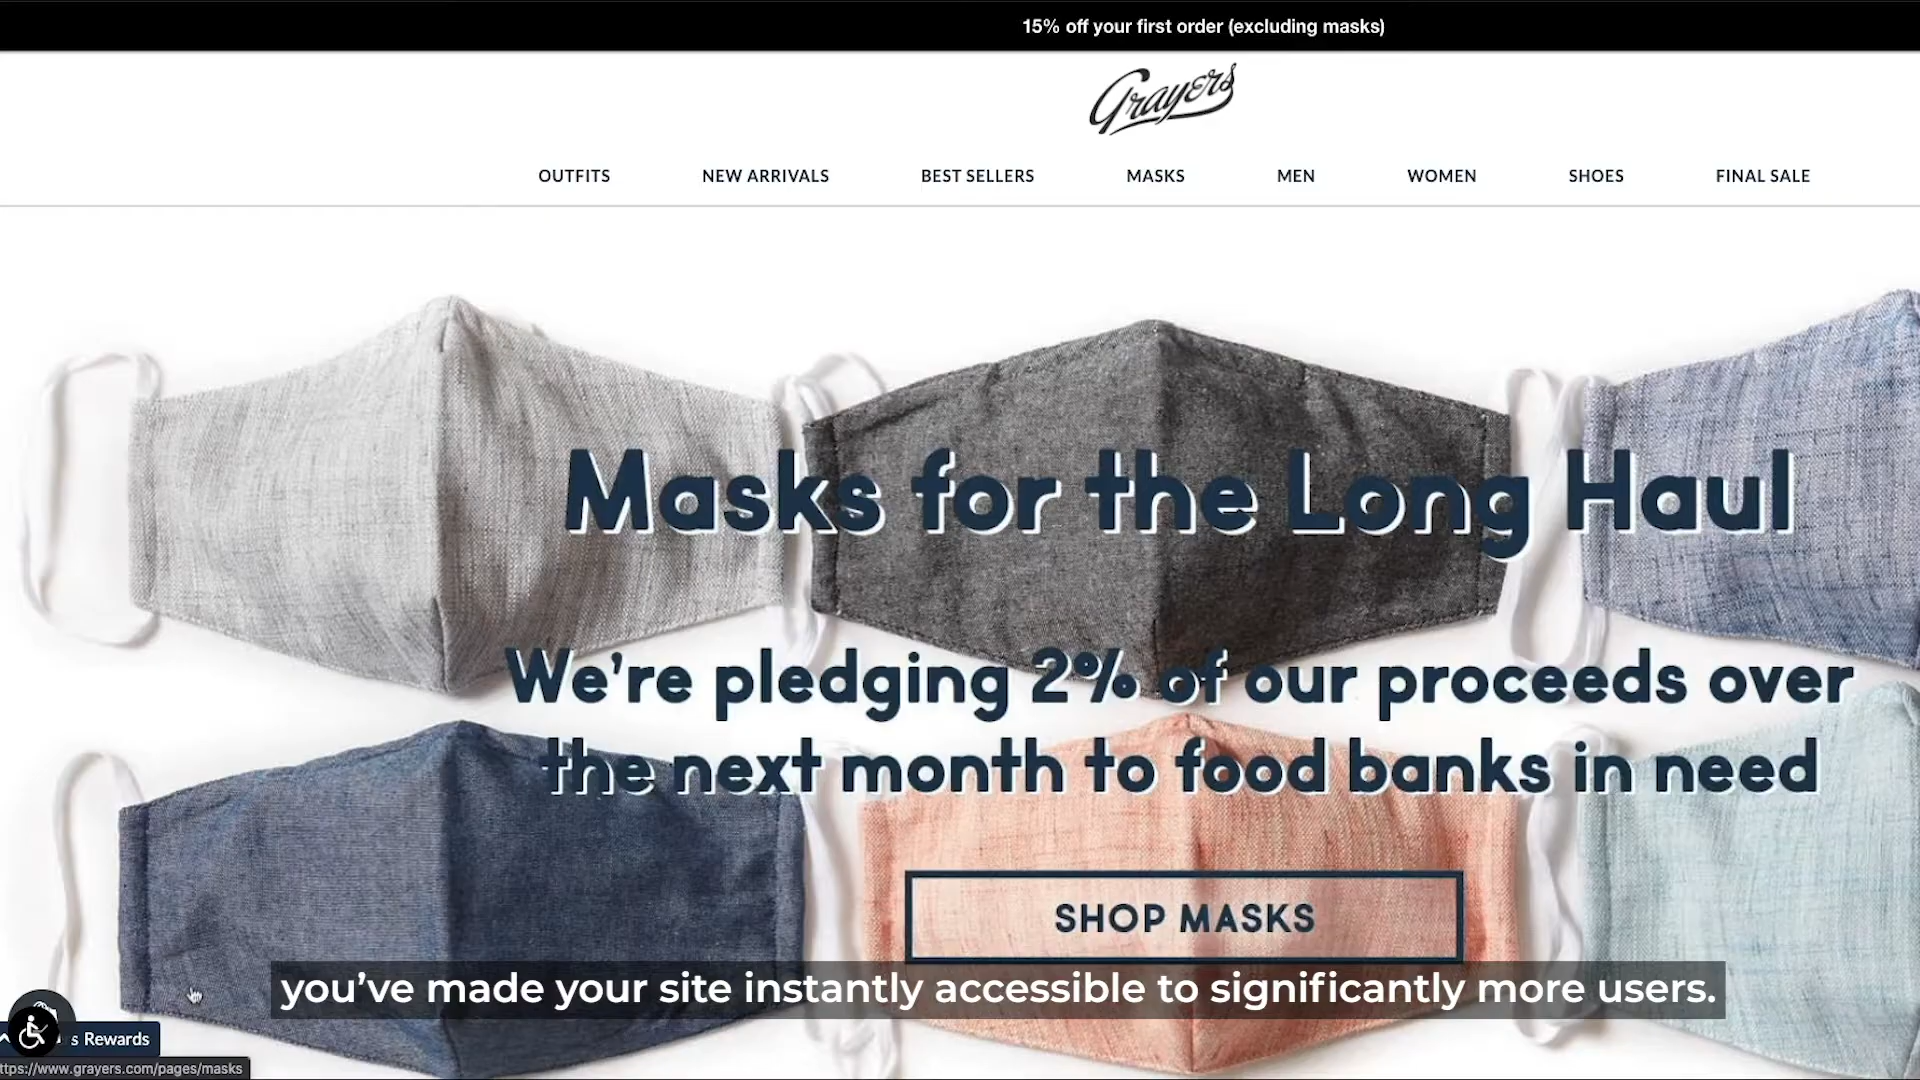 15% off your first order (excluding masks)
Grayers
OUTFITS NEW ARRIVALS BEST SELLERS MASKS MEN WOMEN SHOES FINAL SALE
Masks for the Long Haul
We're pledging 2% of our proceeds over
the next month to food banks in need
SHOP MASKS
you’ve made your site instantly accessible to significantly more users.
s Rewards
ttps://www.grayers.com/pages/masks